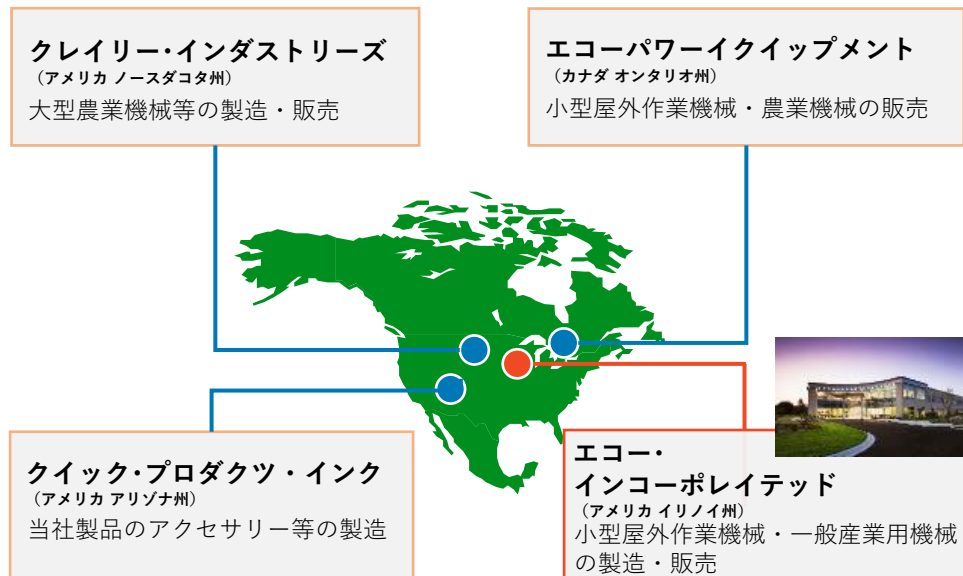 クレイリー・インダストリーズ
（アメリカ ノースダコタ州）
大型農業機械等の製造・販売
エコーパワーイクイップメント
（カナダ オンタリオ州）
小型屋外作業機械・農業機械の販売
クイック・プロダクツ・インク
（アメリカ アリゾナ州）
当社製品のアクセサリー等の製造
エコー・
インコーポレイテッド
（アメリカ イリノイ州）
小型屋外作業機械・一般産業用機械
の製造・販売